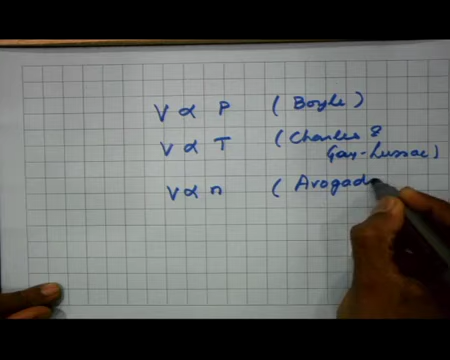 V ∝ P ( Boyle )
V ∝ T ( Charles &
Gay-Lussac )
V ∝ n ( Avogad